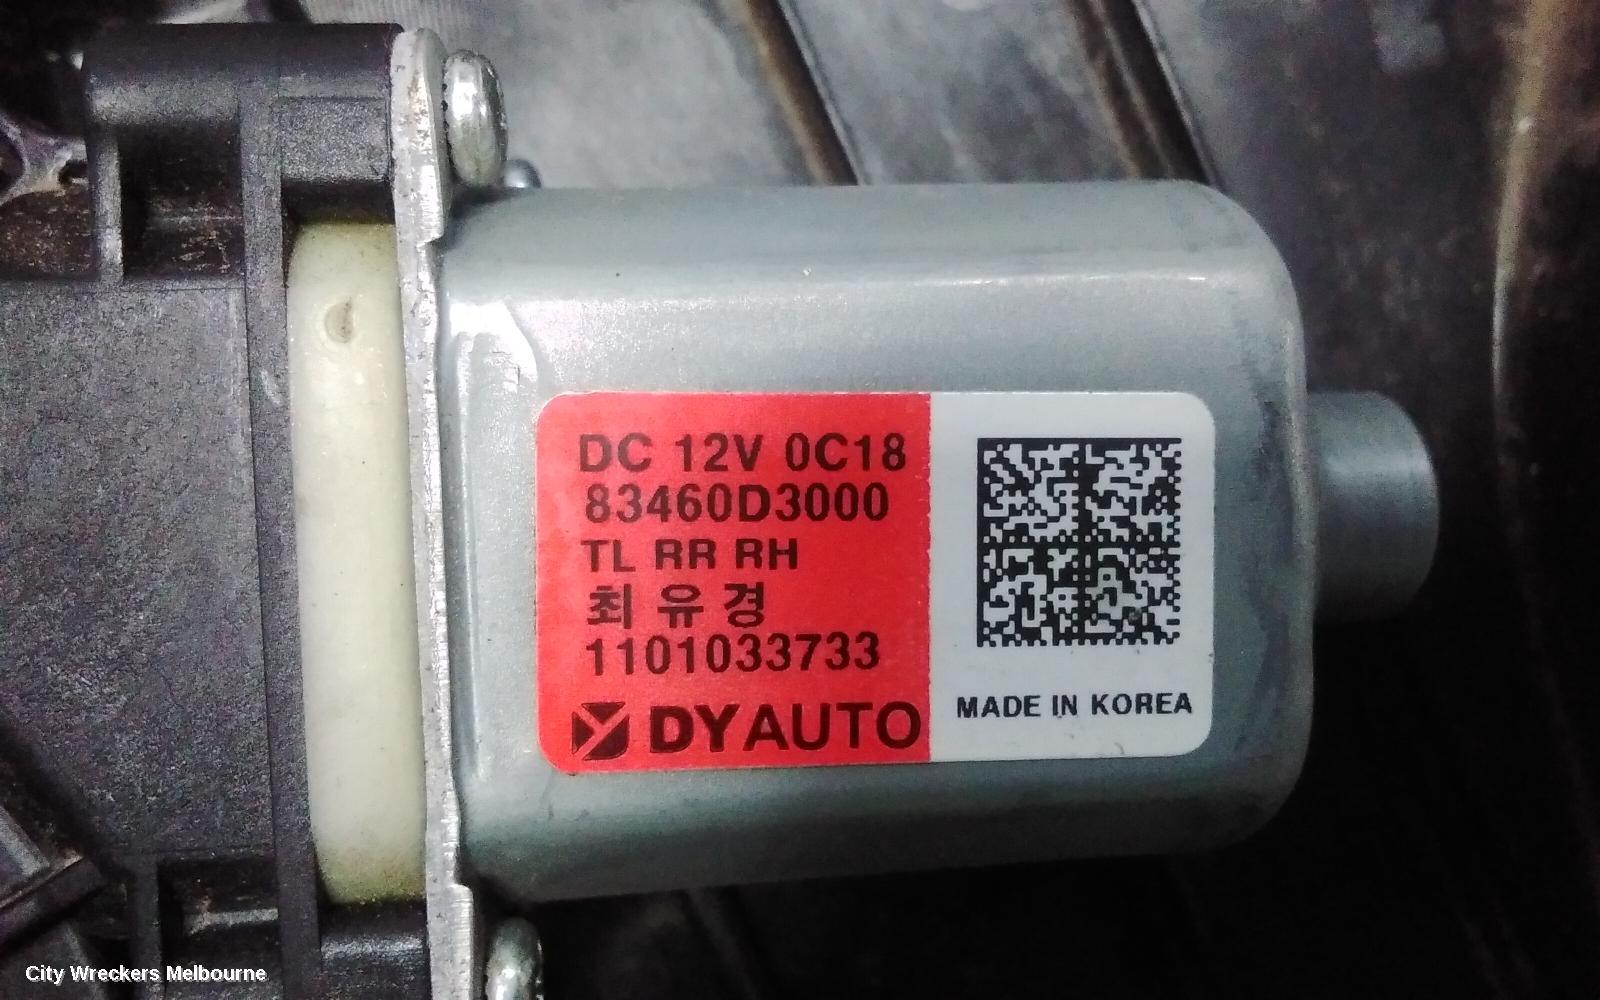 DC 12V 0C18
83460D3000
TL RR RH
최 유 경
1101033733
DYAUTO
MADE IN KOREA
City Wreckers Melbourne